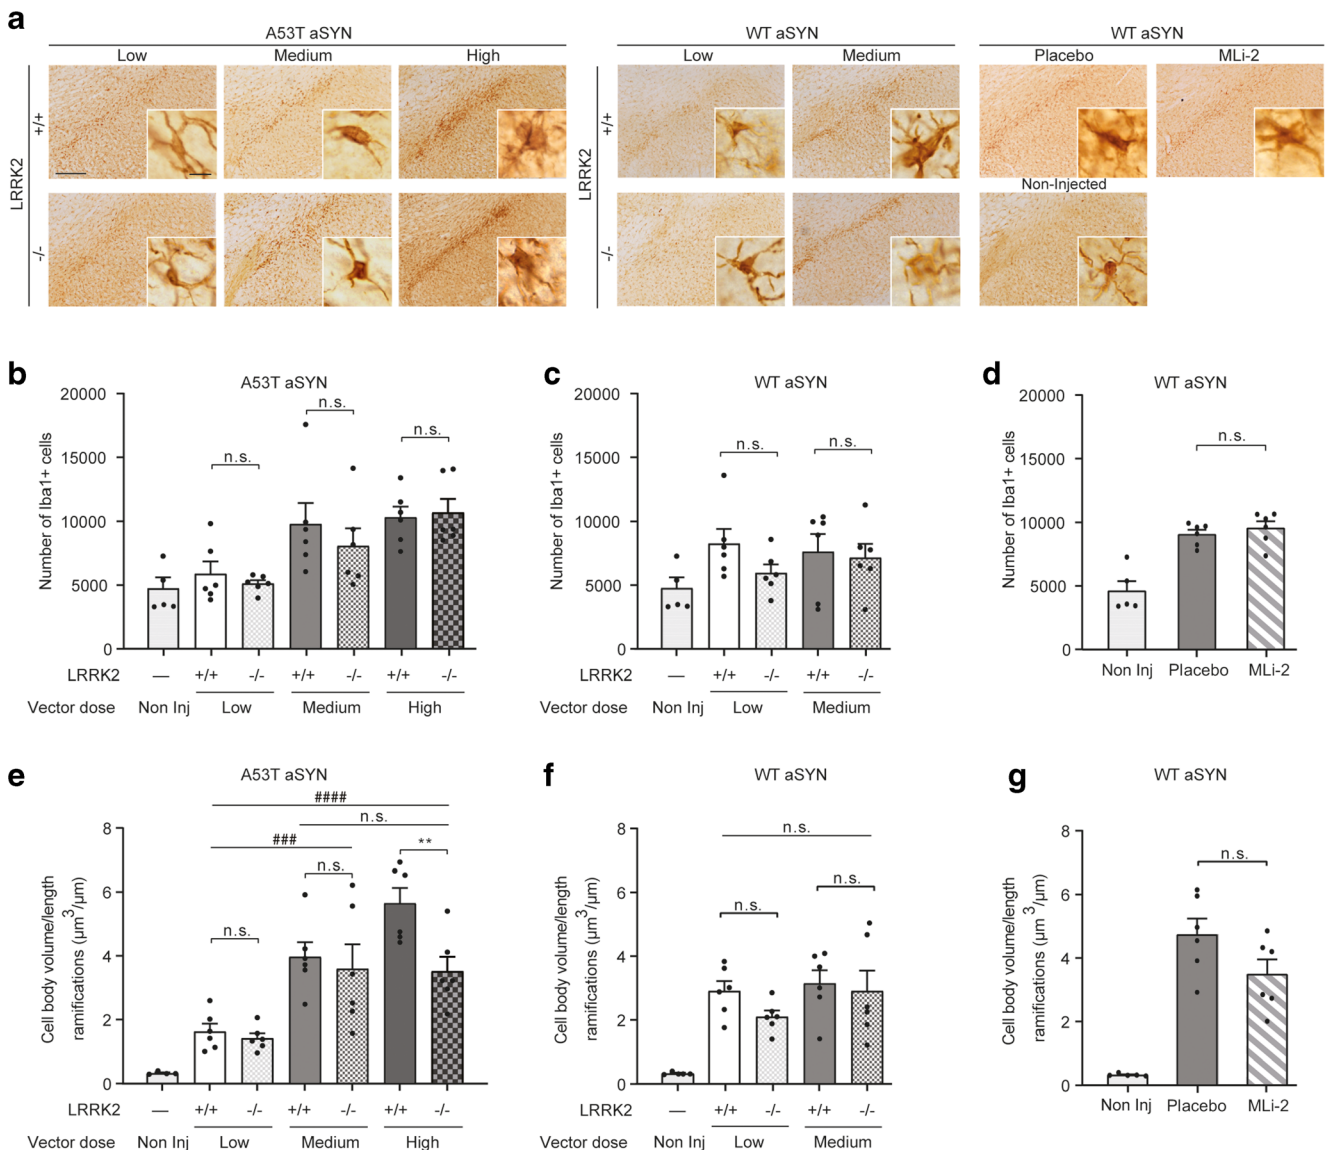 a
A53T aSYN
WT aSYN
WT aSYN
Low
Medium
High
Low
Medium
Placebo
MLi-2
LRRK2
+/+
-/-
LRRK2
+/+
-/-
Non-Injected
b
A53T aSYN
Number of Iba1+ cells
20000
15000
10000
5000
0
n.s.
n.s.
n.s.
LRRK2 — +/+ -/- +/+ -/- +/+ -/-
Vector dose Non Inj Low Medium High
c
WT aSYN
Number of Iba1+ cells
20000
15000
10000
5000
0
n.s.
n.s.
LRRK2 — +/+ -/- +/+ -/-
Vector dose Non Inj Low Medium
d
WT aSYN
Number of Iba1+ cells
20000
15000
10000
5000
0
n.s.
Non Inj Placebo MLi-2
e
A53T aSYN
Cell body volume/length
ramifications (µm³/µm)
8
6
4
2
0
####
n.s.
###
**
n.s.
n.s.
LRRK2 — +/+ -/- +/+ -/- +/+ -/-
Vector dose Non Inj Low Medium High
f
WT aSYN
Cell body volume/length
ramifications (µm³/µm)
8
6
4
2
0
n.s.
n.s.
n.s.
LRRK2 — +/+ -/- +/+ -/-
Vector dose Non Inj Low Medium
g
WT aSYN
Cell body volume/length
ramifications (µm³/µm)
8
6
4
2
0
n.s.
Non Inj Placebo MLi-2